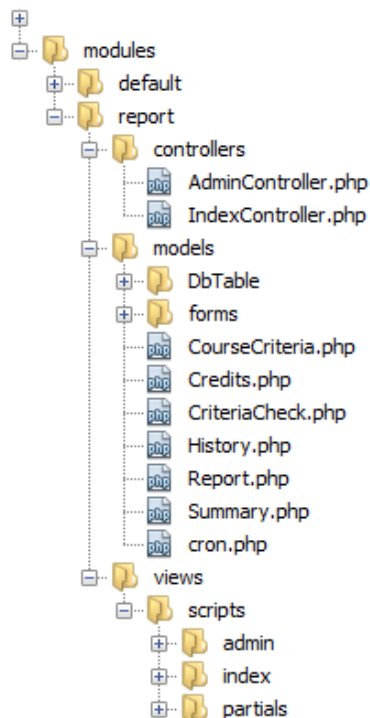 modules
default
report
controllers
AdminController.php
IndexController.php
models
DbTable
forms
CourseCriteria.php
Credits.php
CriteriaCheck.php
History.php
Report.php
Summary.php
cron.php
views
scripts
admin
index
partials